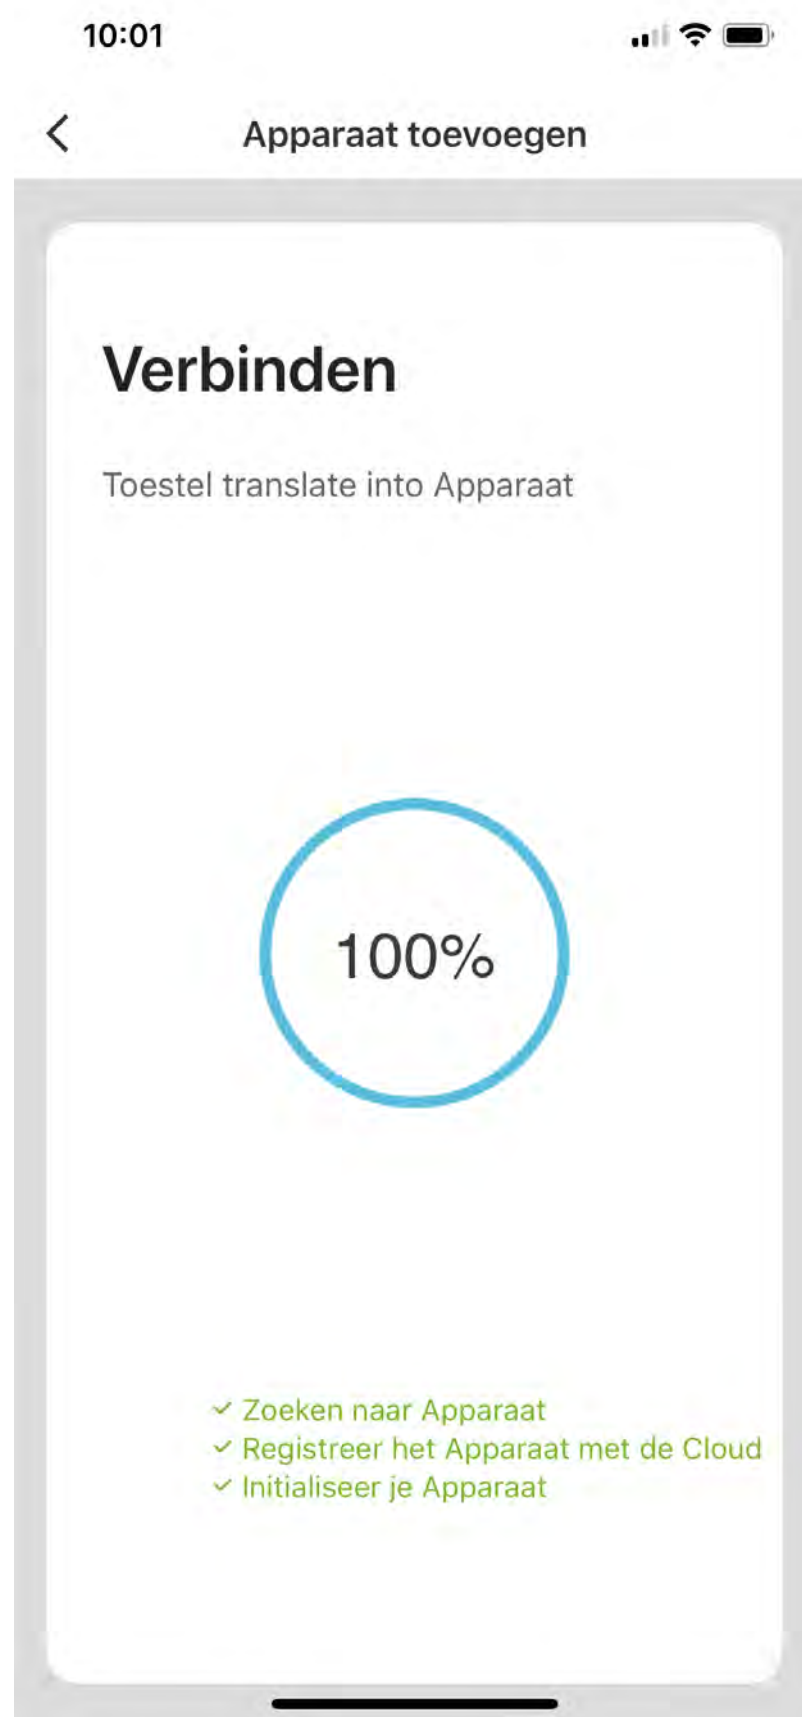 10:01
Apparaat toevoegen
Verbinden
Toestel translate into Apparaat
100%
Zoeken naar Apparaat
Registreer het Apparaat met de Cloud
Initialiseer je Apparaat